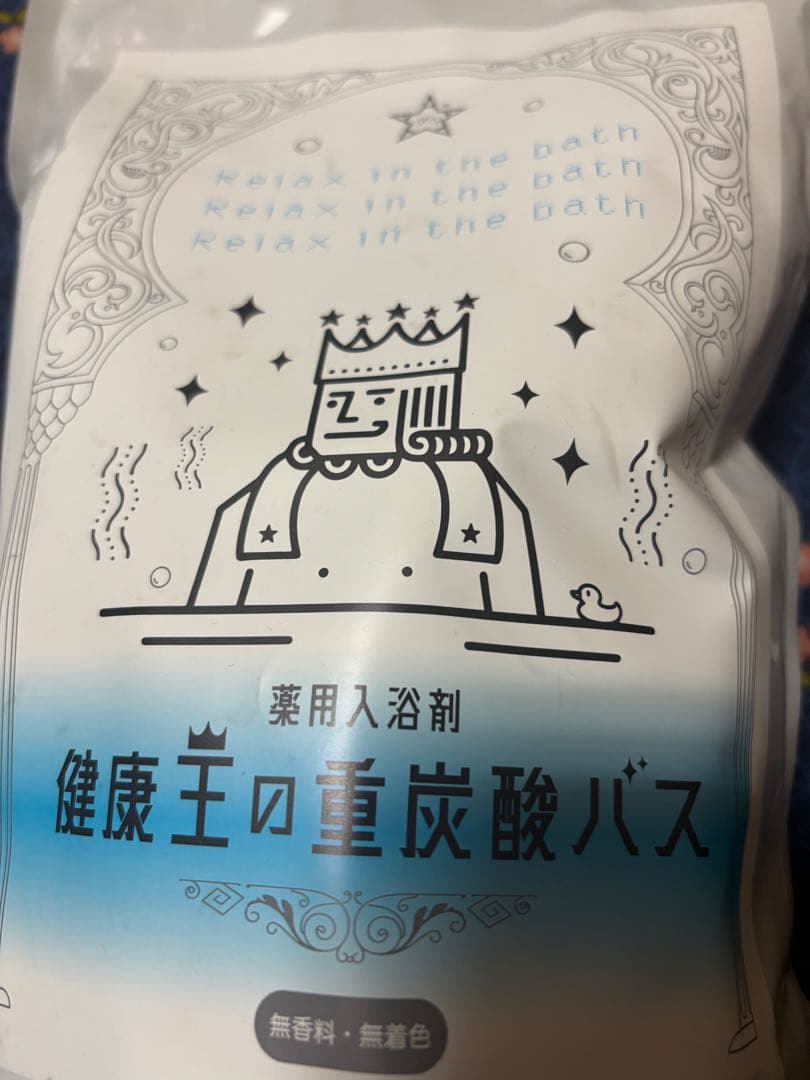 Relax in the bath
Relax in the bath
Relax in the bath
薬用入浴剤
健康王の重炭酸バス
無香料・無着色